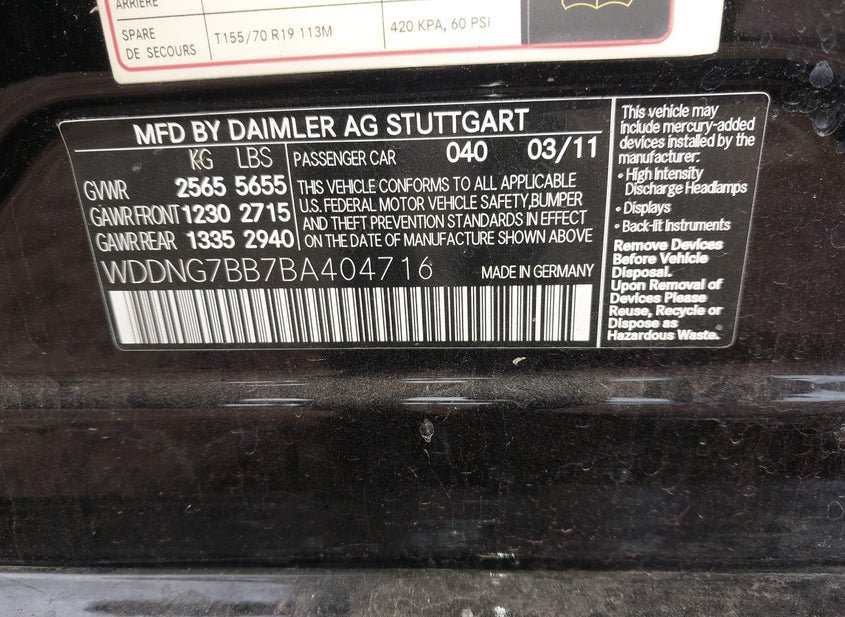 ARRIERE
SPARE
DE SECOURS
T155/70 R19 113M
420 KPA, 60 PSI
MFD BY DAIMLER AG STUTTGART
KG LBS
GVWR 2565 5655
GAWR FRONT 1230 2715
GAWR REAR 1335 2940
PASSENGER CAR 040 03/11
THIS VEHICLE CONFORMS TO ALL APPLICABLE
U.S. FEDERAL MOTOR VEHICLE SAFETY, BUMPER
AND THEFT PREVENTION STANDARDS IN EFFECT
ON THE DATE OF MANUFACTURE SHOWN ABOVE
WDDNG7BB7BA404716
MADE IN GERMANY
This vehicle may
include mercury-added
devices installed by the
manufacturer:
• High Intensity
Discharge Headlamps
• Displays
• Back-lit Instruments
Remove Devices
Before Vehicle
Disposal.
Upon Removal of
Devices Please
Reuse, Recycle or
Dispose as
Hazardous Waste.